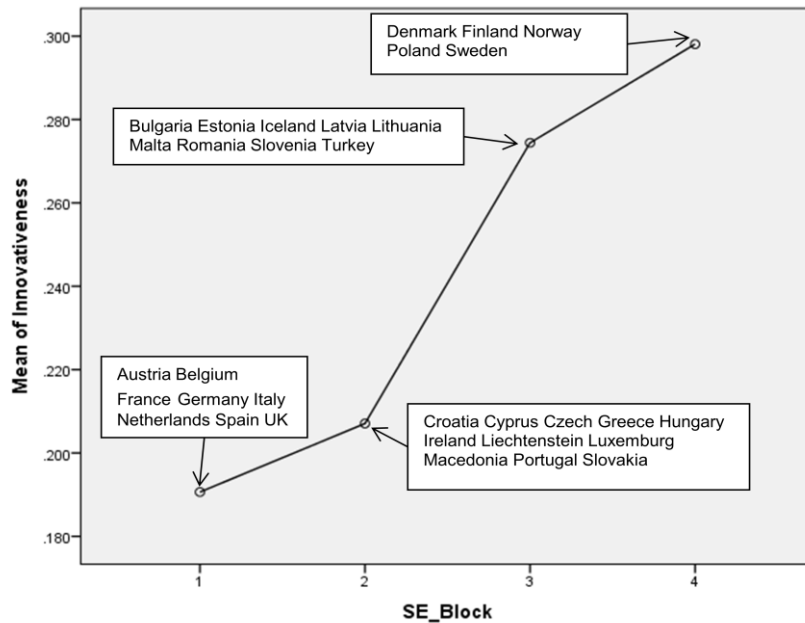 Denmark Finland Norway
Poland Sweden
.300
.280
Bulgaria Estonia Iceland Latvia Lithuania
Malta Romania Slovenia Turkey
.260
.240
Mean of Innovativeness
.220
Austria Belgium
France Germany Italy
Netherlands Spain UK
Croatia Cyprus Czech Greece Hungary
Ireland Liechtenstein Luxemburg
Macedonia Portugal Slovakia
.200
.180
1 2 3 4
SE_Block